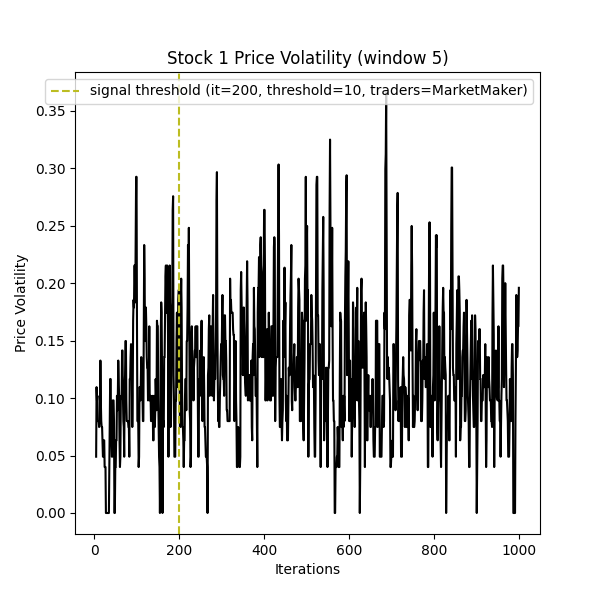 Stock 1 Price Volatility (window 5)
signal threshold (it=200, threshold=10, traders=MarketMaker)
0.35
0.30
0.25
0.20
0.15
0.10
0.05
0.00
Price Volatility
0 200 400 600 800 1000
Iterations